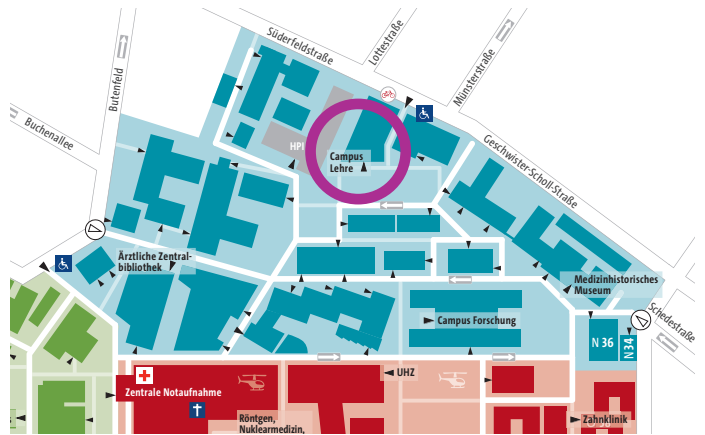 Süderfeldstraße
Lottestraße
Münsterstraße
Butenfeld
Buchenallee
HPI
Campus
Lehre
Geschwister-Scholl-Straße
Ärztliche Zentral-
bibliothek
Medizinhistorisches
Museum
Schedestraße
Campus Forschung
N 36
N34
UHZ
Zentrale Notaufnahme
Röntgen,
Nuklearmedizin,
Zahnklinik